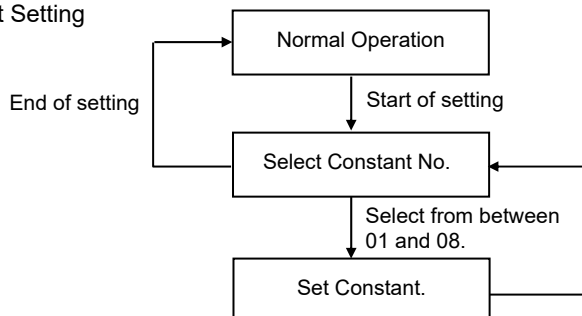 t Setting
Normal Operation
End of setting
Start of setting
Select Constant No.
Select from between
01 and 08.
Set Constant.